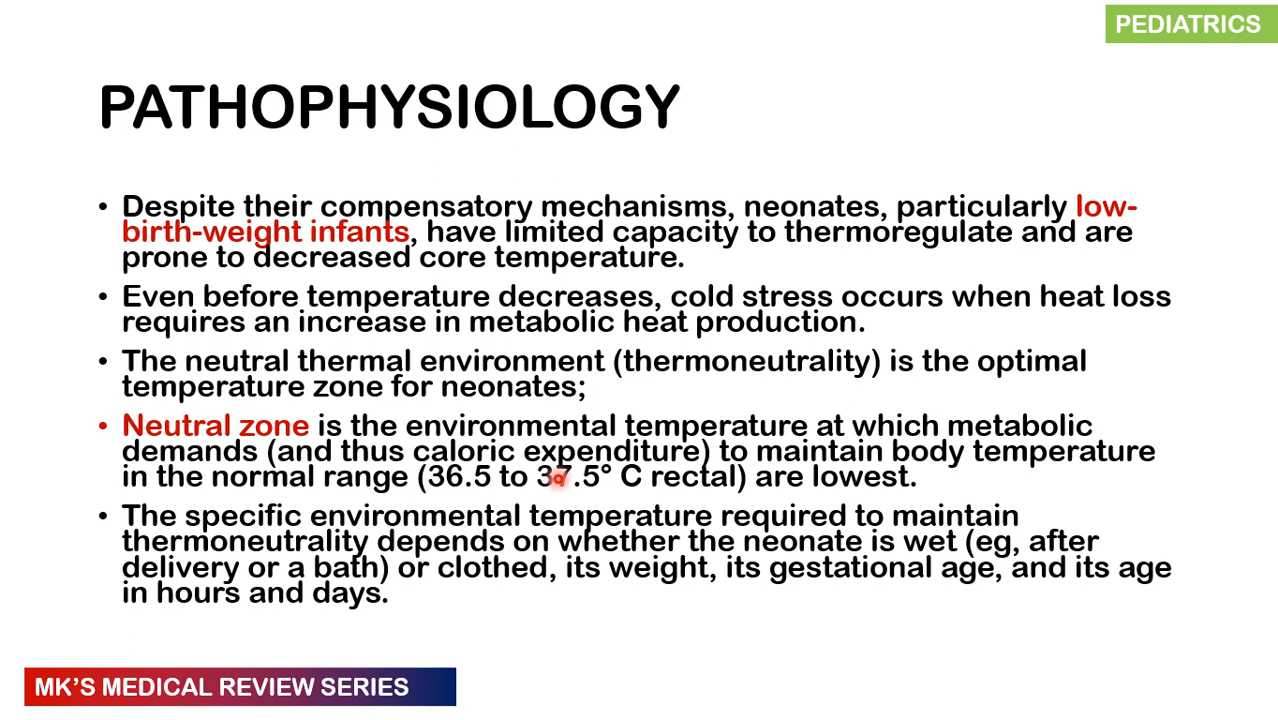 PEDIATRICS
PATHOPHYSIOLOGY
• Despite their compensatory mechanisms, neonates, particularly low-
birth-weight infants, have limited capacity to thermoregulate and are
prone to decreased core temperature.
• Even before temperature decreases, cold stress occurs when heat loss
requires an increase in metabolic heat production.
• The neutral thermal environment (thermoneutrality) is the optimal
temperature zone for neonates;
• Neutral zone is the environmental temperature at which metabolic
demands (and thus caloric expenditure) to maintain body temperature
in the normal range (36.5 to 37.5° C rectal) are lowest.
• The specific environmental temperature required to maintain
thermoneutrality depends on whether the neonate is wet (eg, after
delivery or a bath) or clothed, its weight, its gestational age, and its age
in hours and days.
MK'S MEDICAL REVIEW SERIES